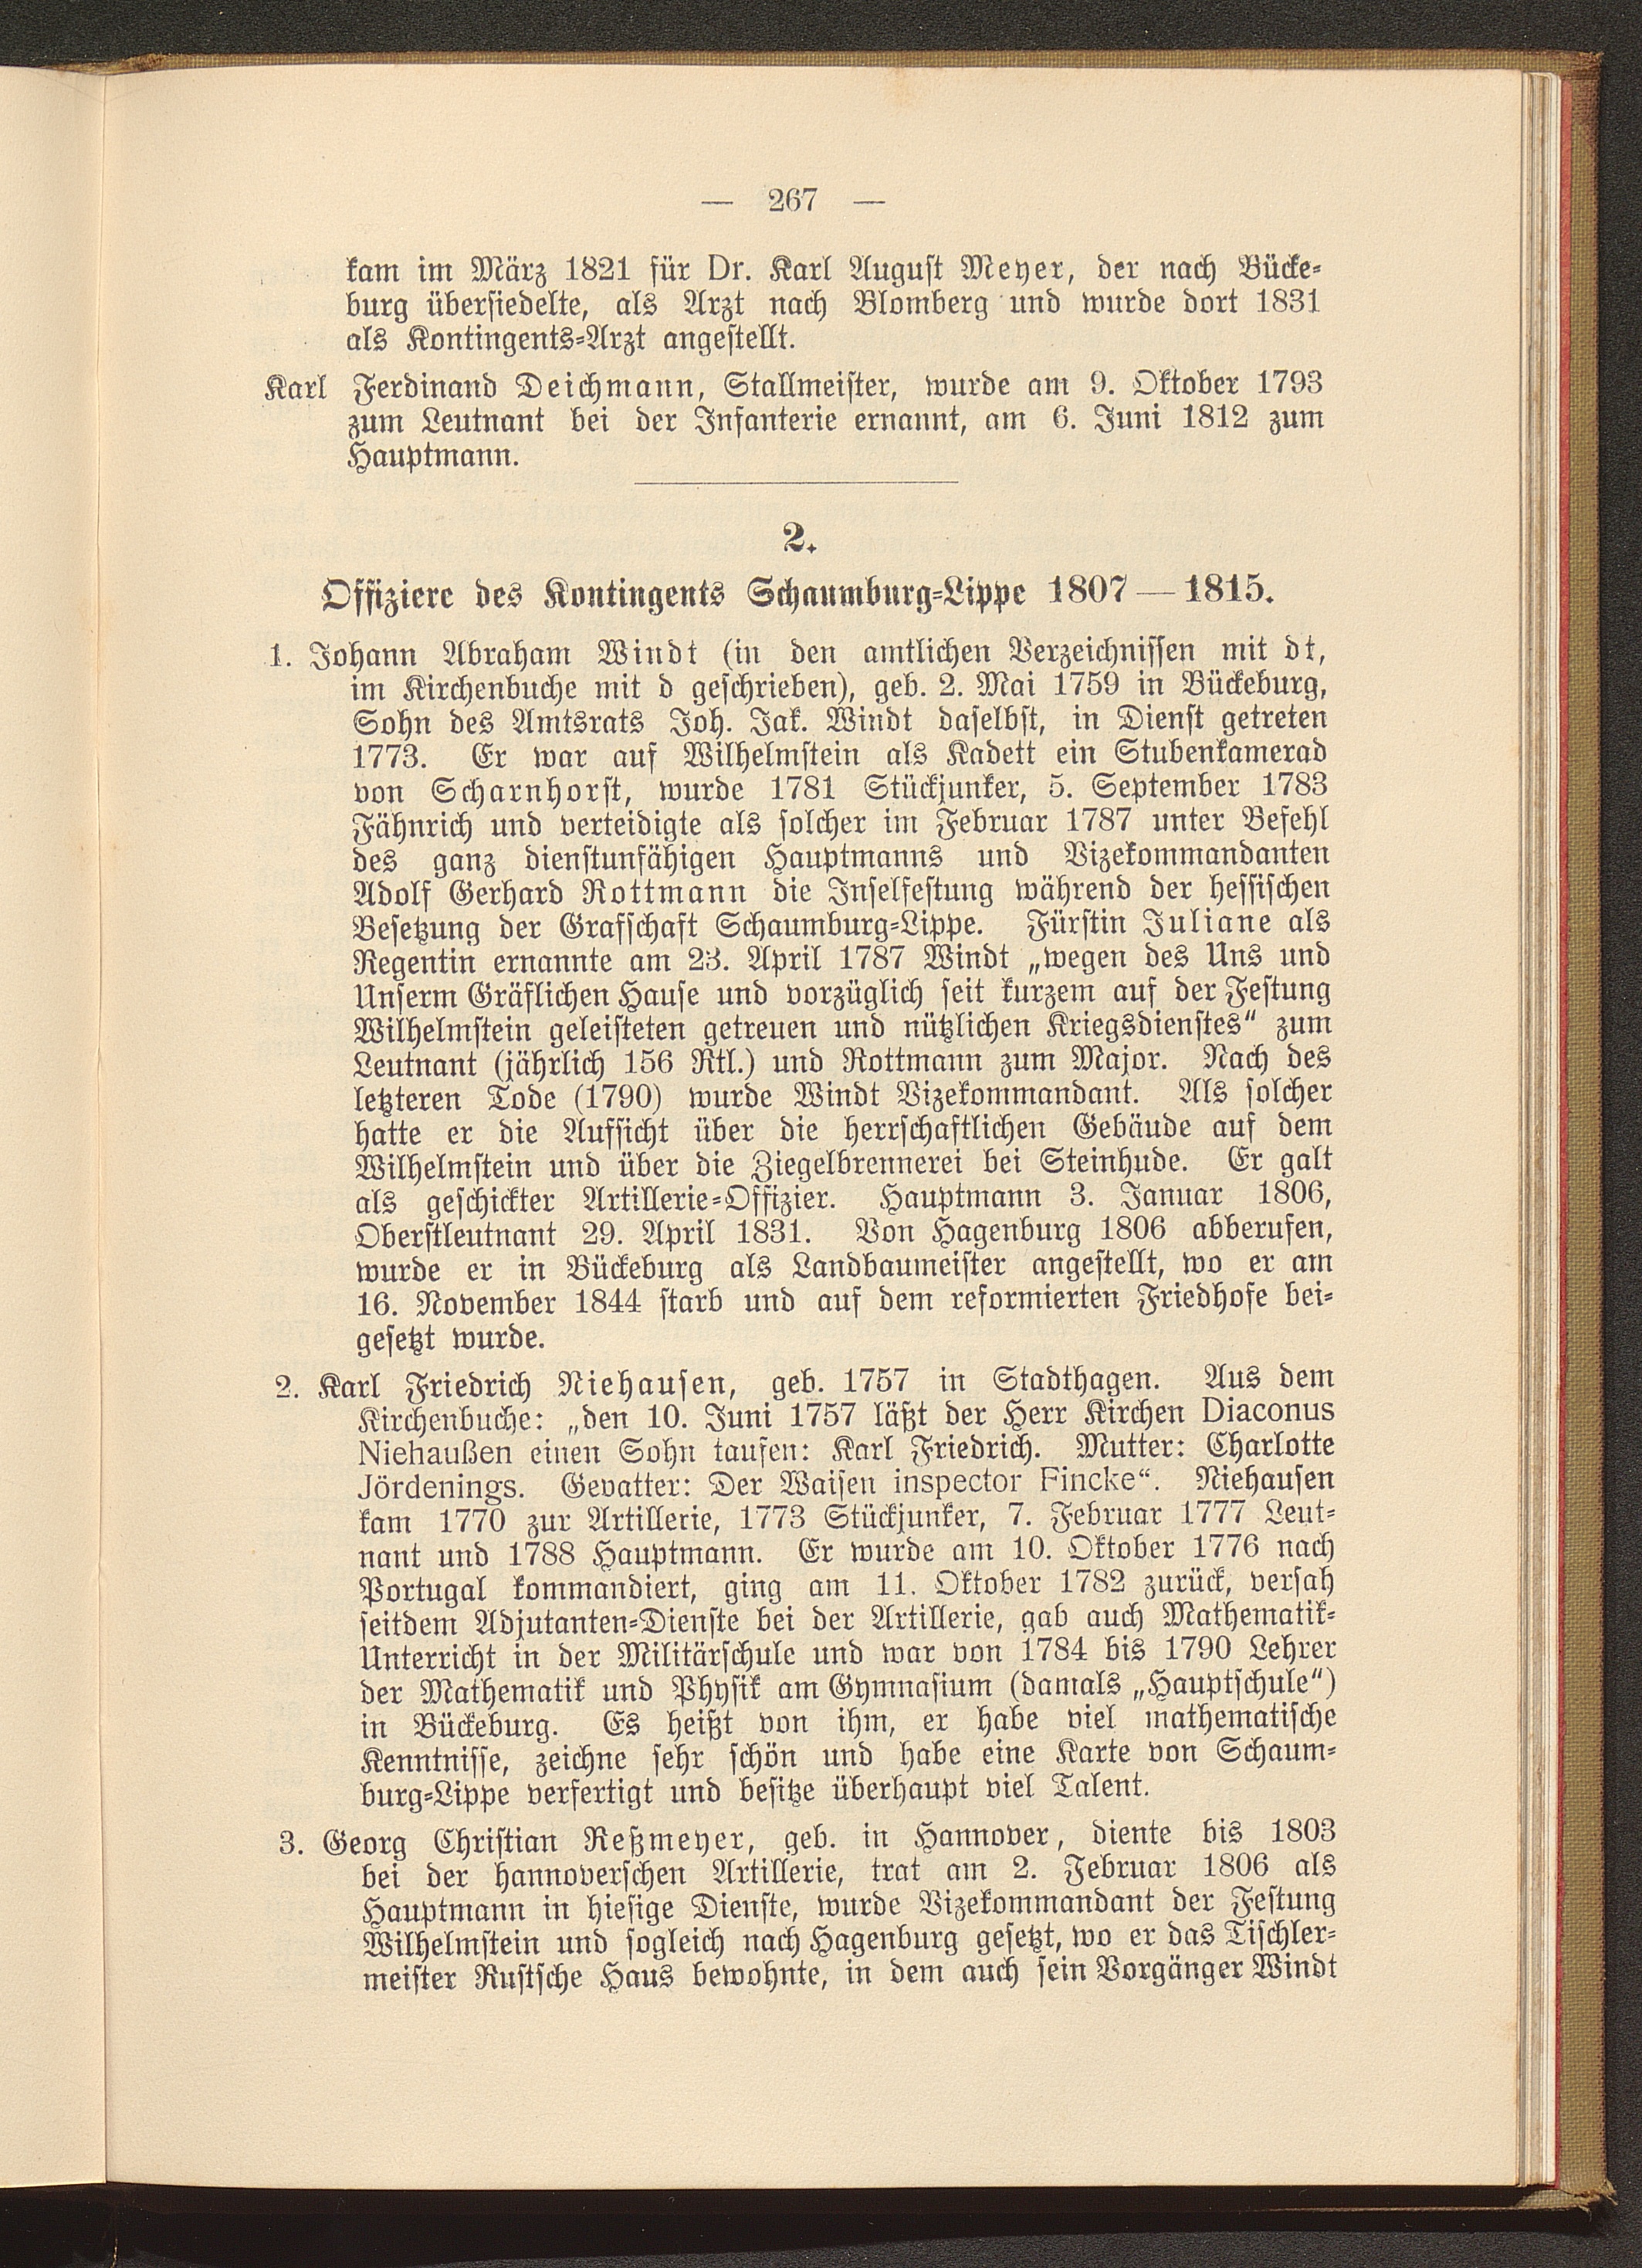 — 267 —
kam im März 1821 für Dr. Karl August Meyer, der nach Bücke-
burg übersiedelte, als Arzt nach Blomberg und wurde dort 1831
als Kontingents-Arzt angestellt.
Karl Ferdinand Deichmann, Stallmeister, wurde am 9. Oktober 1793
zum Leutnant bei der Infanterie ernannt, am 6. Juni 1812 zum
Hauptmann.
2.
Offiziere des Kontingents Schaumburg-Lippe 1807—1815.
1. Johann Abraham Windt (in den amtlichen Verzeichnissen mit dt,
im Kirchenbuche mit d geschrieben), geb. 2. Mai 1759 in Bückeburg,
Sohn des Amtsrats Joh. Jak. Windt daselbst, in Dienst getreten
1773. Er war auf Wilhelmstein als Kadett ein Stubenkamerad
von Scharnhorst, wurde 1781 Stückjunker, 5. September 1783
Fähnrich und verteidigte als solcher im Februar 1787 unter Befehl
des ganz dienstunfähigen Hauptmanns und Vizekommandanten
Adolf Gerhard Rottmann die Inselfestung während der hessischen
Besetzung der Grafschaft Schaumburg-Lippe. Fürstin Juliane als
Regentin ernannte am 23. April 1787 Windt „wegen des Uns und
Unserm Gräflichen Hause und vorzüglich seit kurzem auf der Festung
Wilhelmstein geleisteten getreuen und nützlichen Kriegsdienstes“ zum
Leutnant (jährlich 156 Rtl.) und Rottmann zum Major. Nach des
letzteren Tode (1790) wurde Windt Vizekommandant. Als solcher
hatte er die Aufsicht über die herrschaftlichen Gebäude auf dem
Wilhelmstein und über die Ziegelbrennerei bei Steinhude. Er galt
als geschickter Artillerie-Offizier. Hauptmann 3. Januar 1806,
Oberstleutnant 29. April 1831. Von Hagenburg 1806 abberufen,
wurde er in Bückeburg als Landbaumeister angestellt, wo er am
16. November 1844 starb und auf dem reformierten Friedhofe bei-
gesetzt wurde.
2. Karl Friedrich Niehausen, geb. 1757 in Stadthagen. Aus dem
Kirchenbuche: „den 10. Juni 1757 läßt der Herr Kirchen Diaconus
Niehaußen einen Sohn taufen: Karl Friedrich. Mutter: Charlotte
Jördenings. Gevatter: Der Waisen inspector Fincke“. Niehausen
kam 1770 zur Artillerie, 1773 Stückjunker, 7. Februar 1777 Leut-
nant und 1788 Hauptmann. Er wurde am 10. Oktober 1776 nach
Portugal kommandiert, ging am 11. Oktober 1782 zurück, versah
seitdem Adjutanten-Dienste bei der Artillerie, gab auch Mathematik-
Unterricht in der Militärschule und war von 1784 bis 1790 Lehrer
der Mathematik und Physik am Gymnasium (damals „Hauptschule“)
in Bückeburg. Es heißt von ihm, er habe viel mathematische
Kenntnisse, zeichne sehr schön und habe eine Karte von Schaum-
burg-Lippe verfertigt und besitze überhaupt viel Talent.
3. Georg Christian Reßmeyer, geb. in Hannover, diente bis 1803
bei der hannoverschen Artillerie, trat am 2. Februar 1806 als
Hauptmann in hiesige Dienste, wurde Vizekommandant der Festung
Wilhelmstein und sogleich nach Hagenburg gesetzt, wo er das Tischler-
meister Rustsche Haus bewohnte, in dem auch sein Vorgänger Windt